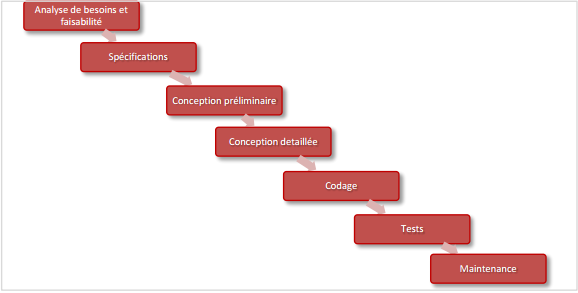 Analyse de besoins et
faisabilité
Spécifications
Conception préliminaire
Conception detaillée
Codage
Tests
Maintenance